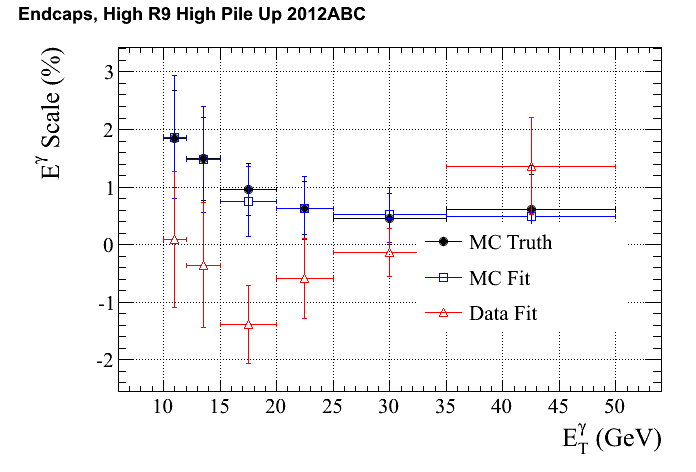 Endcaps, High R9 High Pile Up 2012ABC
E^γ Scale (%)
3
2
1
0
-1
-2
MC Truth
MC Fit
Data Fit
10 15 20 25 30 35 40 45 50
E_T^γ (GeV)